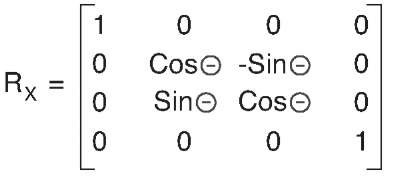 1 0 0 0
0 Cos⊖ -Sin⊖ 0
R_X =
0 Sin⊖ Cos⊖ 0
0 0 0 1